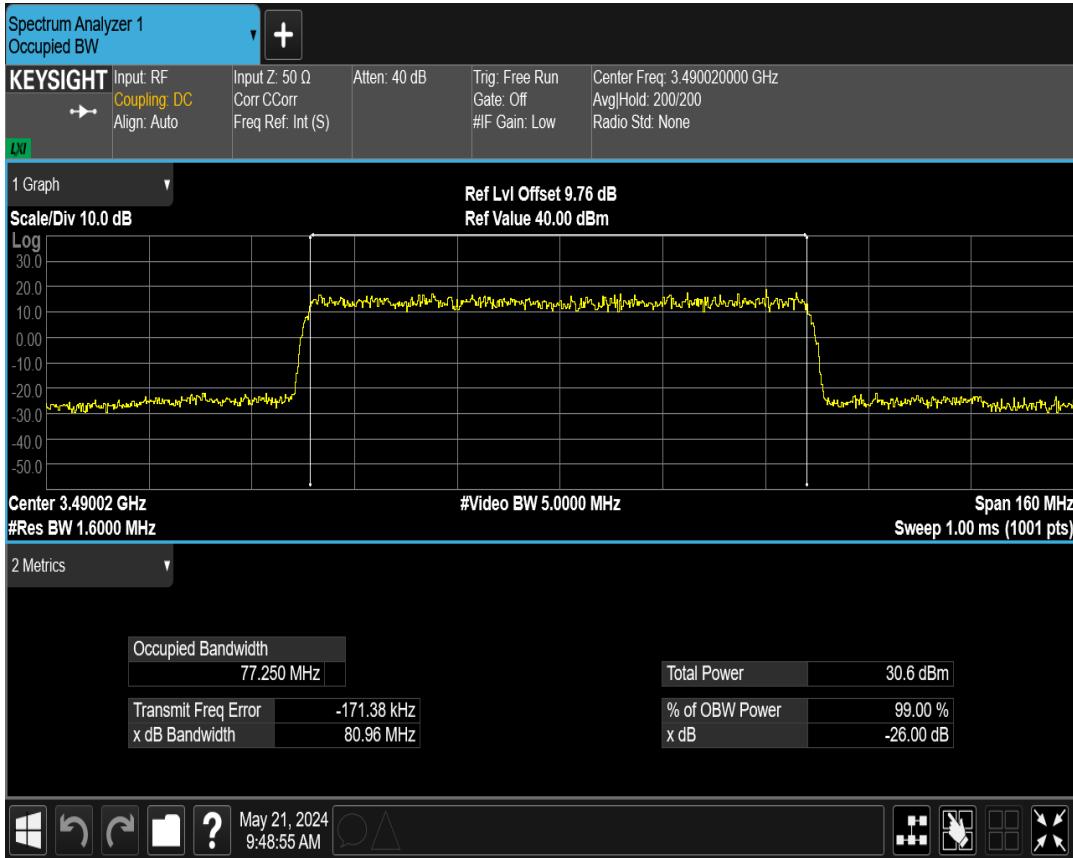 Spectrum Analyzer 1
Occupied BW
+
KEYSIGHT
LXI
Input: RF
Coupling: DC
Align: Auto
Input Z: 50 Ω
Corr CCorr
Freq Ref: Int (S)
Atten: 40 dB
Trig: Free Run
Gate: Off
#IF Gain: Low
Center Freq: 3.490020000 GHz
Avg|Hold: 200/200
Radio Std: None
1 Graph
Scale/Div 10.0 dB
Ref Lvl Offset 9.76 dB
Ref Value 40.00 dBm
Log
30.0
20.0
10.0
0.00
-10.0
-20.0
-30.0
-40.0
-50.0
Center 3.49002 GHz
#Video BW 5.0000 MHz
Span 160 MHz
#Res BW 1.6000 MHz
Sweep 1.00 ms (1001 pts)
2 Metrics
Occupied Bandwidth
77.250 MHz
Transmit Freq Error -171.38 kHz
x dB Bandwidth 80.96 MHz
Total Power 30.6 dBm
% of OBW Power 99.00 %
x dB -26.00 dB
?
May 21, 2024
9:48:55 AM